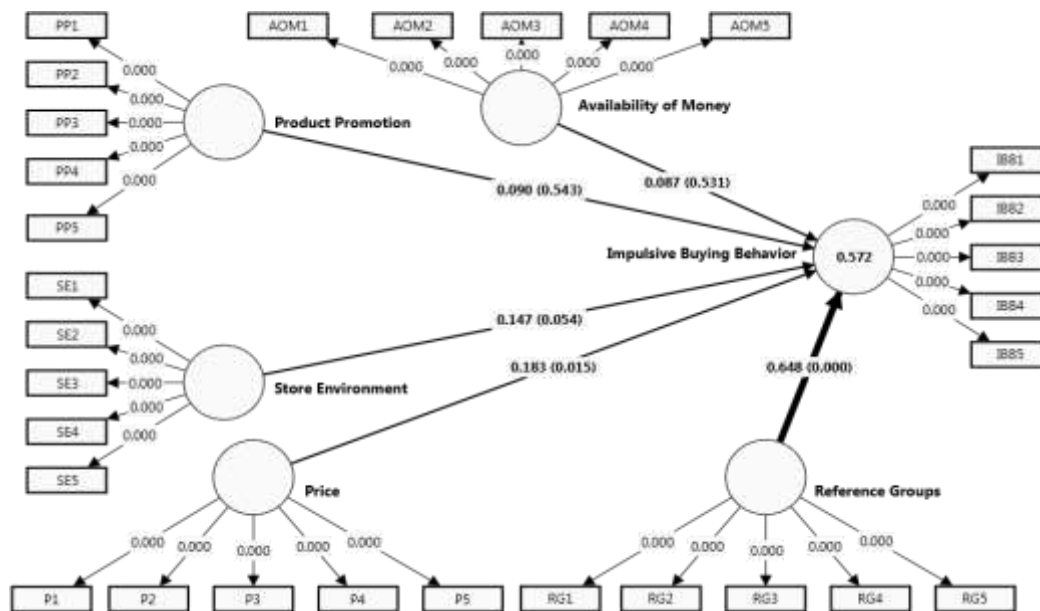 PP1
AOM1
AOM2
AOM3
AOM4
AOM5
0.000
0.000
0.000
0.000
0.000
0.000
PP2
0.000
PP3
0.000
Product Promotion
Availability of Money
PP4
0.000
0.000
PP5
0.090 (0.543)
0.087 (0.531)
IBB1
0.000
IBB2
0.000
Impulsive Buying Behavior
0.572
0.000
IBB3
0.000
IBB4
0.000
IBB5
SE1
0.000
SE2
0.000
SE3
0.000
SE4
0.000
0.000
SE5
Store Environment
0.147 (0.054)
0.183 (0.015)
0.648 (0.000)
Price
Reference Groups
0.000
0.000
0.000
0.000
0.000
0.000
0.000
0.000
0.000
0.000
P1
P2
P3
P4
P5
RG1
RG2
RG3
RG4
RG5